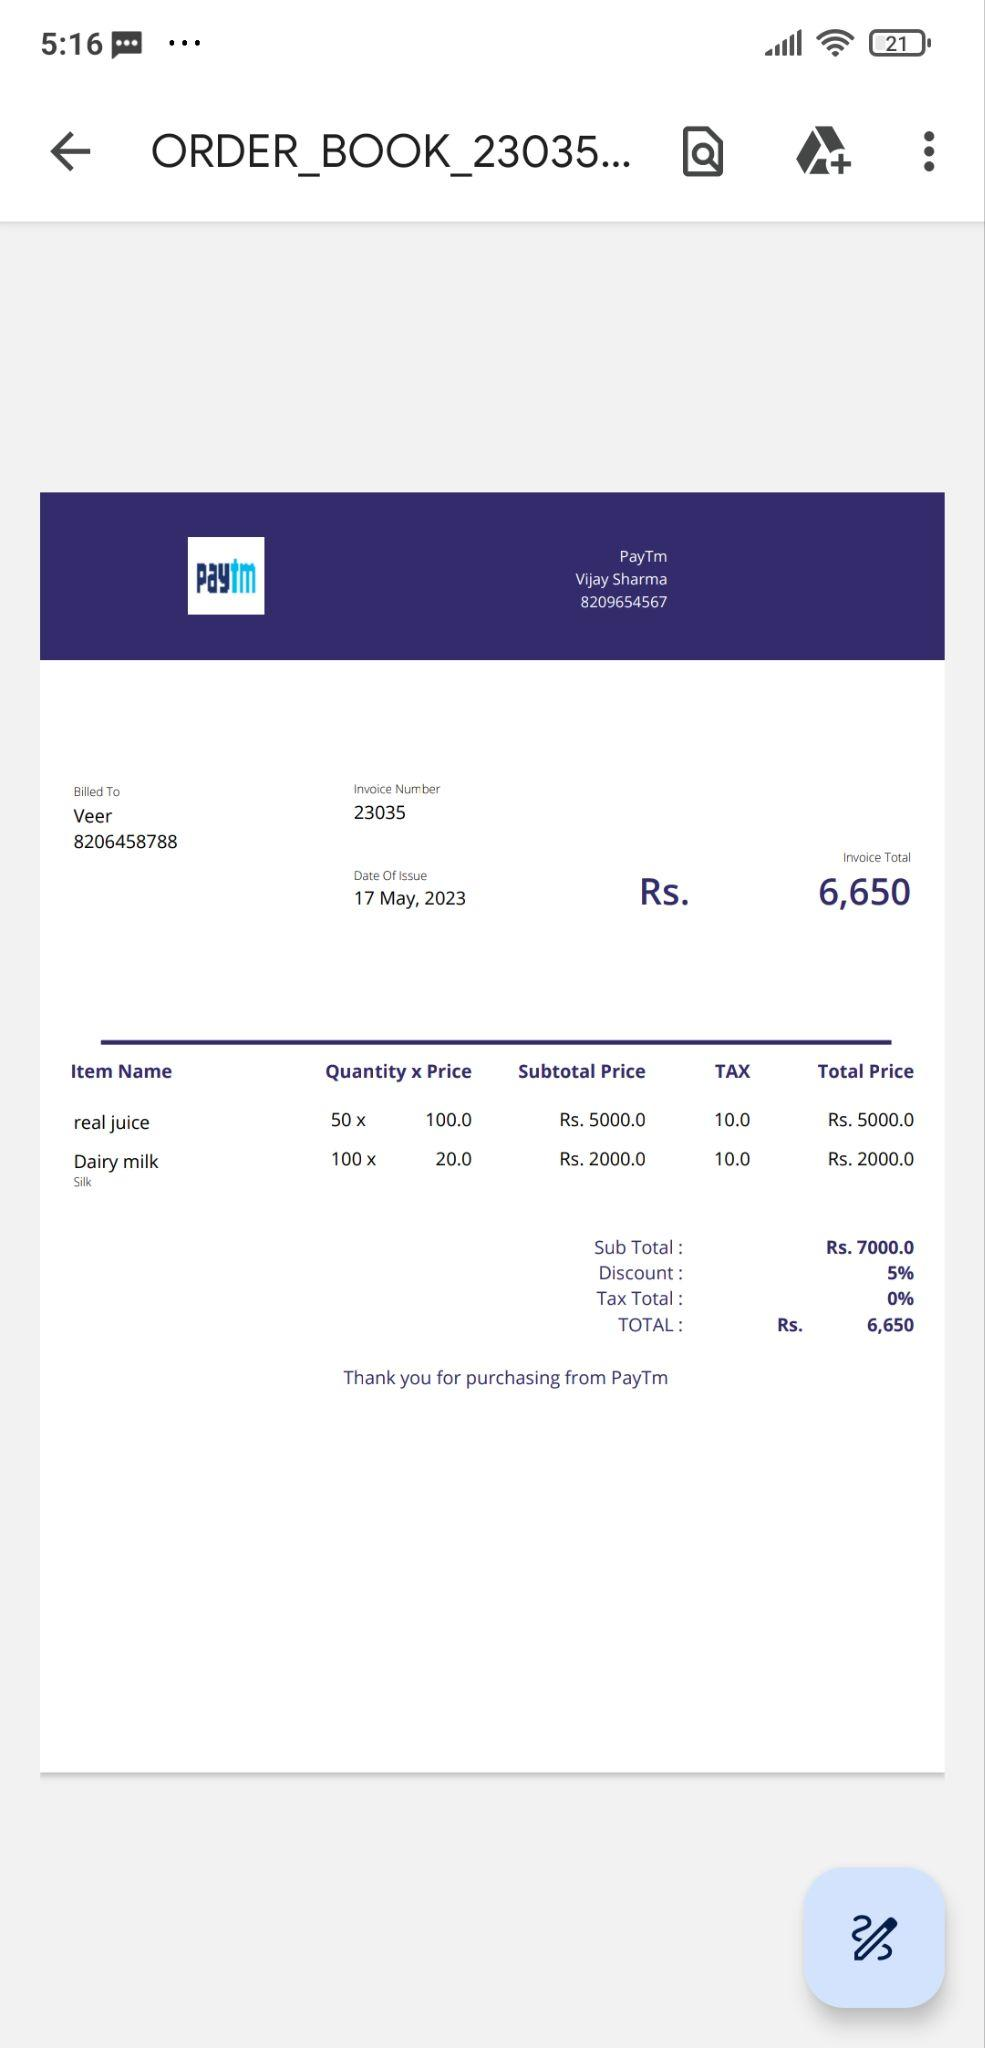 5:16
21
ORDER_BOOK_23035...
paytm
PayTm
Vijay Sharma
8209654567
Billed To
Veer
8206458788
Invoice Number
23035
Date Of Issue
17 May, 2023
Invoice Total
Rs. 6,650
Item Name Quantity x Price Subtotal Price TAX Total Price
real juice 50 x 100.0 Rs. 5000.0 10.0 Rs. 5000.0
Dairy milk 100 x 20.0 Rs. 2000.0 10.0 Rs. 2000.0
Silk
Sub Total : Rs. 7000.0
Discount : 5%
Tax Total : 0%
TOTAL : Rs. 6,650
Thank you for purchasing from PayTm